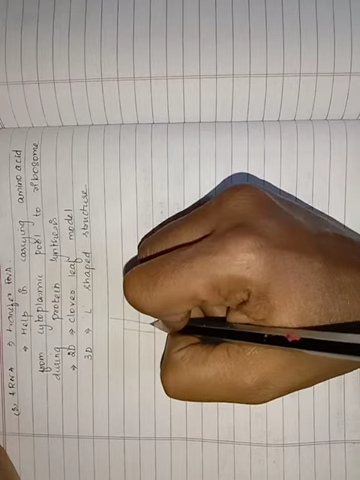 (3) tRNA → transfer RNA
→ Help in carrying amino acid
from cytoplasmic pool to ribosome
during protein synthesis
→ 2D → clover leaf model
3D → L shaped structure